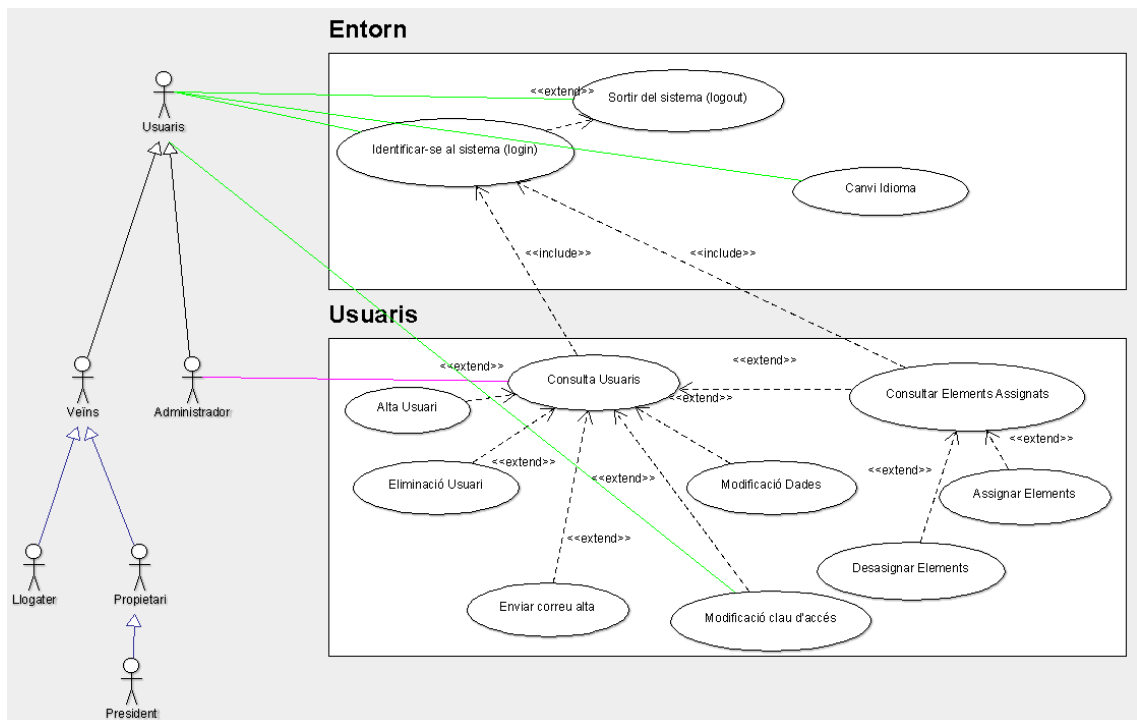 Entorn
<<extend>>
Sortir del sistema (logout)
Usuaris
Identificar-se al sistema (login)
Canvi Idioma
<<include>>
<<include>>
Usuaris
<<extend>>
Consulta Usuaris
<<extend>>
Consultar Elements Assignats
Veïns
Administrador
Alta Usuari
<<extend>>
<<extend>>
<<extend>>
<<extend>>
<<extend>>
Eliminació Usuari
<<extend>>
Modificació Dades
Assignar Elements
<<extend>>
Desasignar Elements
Llogater
Propietari
Enviar correu alta
Modificació clau d'accés
President